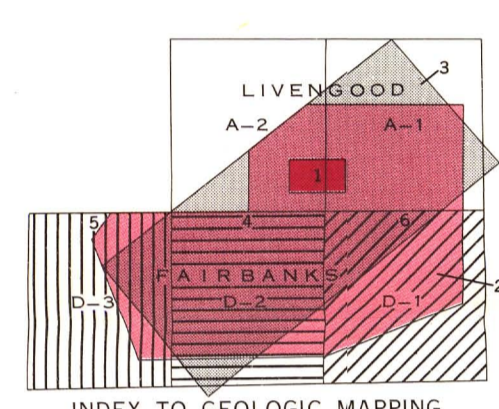 3
LIVENGOOD
A-2 A-1
1
5 4 6
FAIRBANKS
D-3 D-2 D-1 2
INDEX TO GEOLOGIC MAPPING